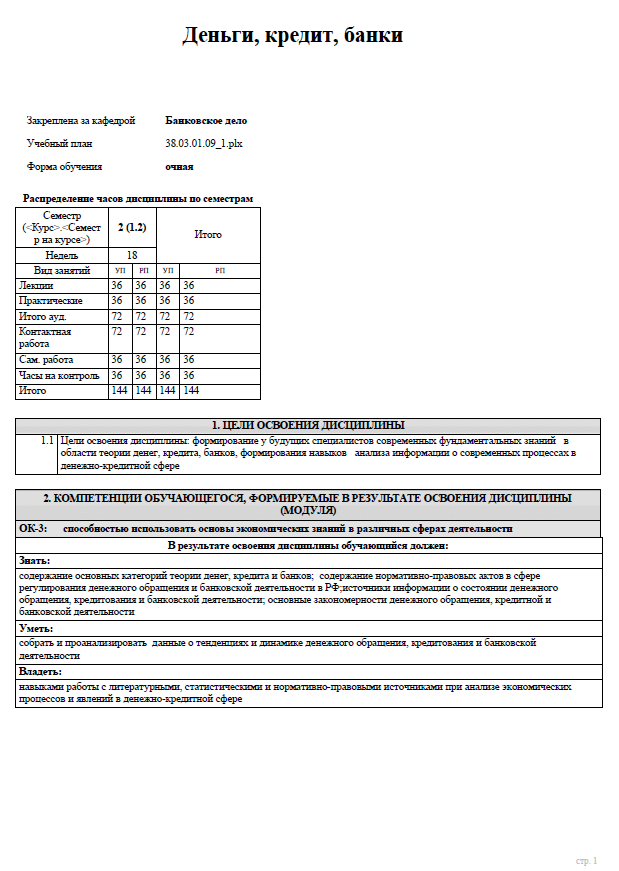 Деньги, кредит, банки
Закреплена за кафедрой Банковское дело
Учебный план 38.03.01.09_1.plx
Форма обучения очная
Распределение часов дисциплины по семестрам
Семестр
(<Курс>.<Семест
р на курсе>) 2 (1.2) Итого
Недель 18
Вид занятий УП РП УП РП
Лекции 36 36 36 36
Практические 36 36 36 36
Итого ауд. 72 72 72 72
Контактная
работа 72 72 72 72
Сам. работа 36 36 36 36
Часы на контроль 36 36 36 36
Итого 144 144 144 144
1. ЦЕЛИ ОСВОЕНИЯ ДИСЦИПЛИНЫ
1.1 Цели освоения дисциплины: формирование у будущих специалистов современных фундаментальных знаний в
области теории денег, кредита, банков, формирования навыков анализа информации о современных процессах в
денежно-кредитной сфере
2. КОМПЕТЕНЦИИ ОБУЧАЮЩЕГОСЯ, ФОРМИРУЕМЫЕ В РЕЗУЛЬТАТЕ ОСВОЕНИЯ ДИСЦИПЛИНЫ
(МОДУЛЯ)
ОК-3: способностью использовать основы экономических знаний в различных сферах деятельности
В результате освоения дисциплины обучающийся должен:
Знать:
содержание основных категорий теории денег, кредита и банков; содержание нормативно-правовых актов в сфере
регулирования денежного обращения и банковской деятельности в РФ;источники информации о состоянии денежного
обращения, кредитования и банковской деятельности; основные закономерности денежного обращения, кредитной и
банковской деятельности
Уметь:
собрать и проанализировать данные о тенденциях и динамике денежного обращения, кредитования и банковской
деятельности
Владеть:
навыками работы с литературными, статистическими и нормативно-правовыми источниками при анализе экономических
процессов и явлений в денежно-кредитной сфере
стр. 1